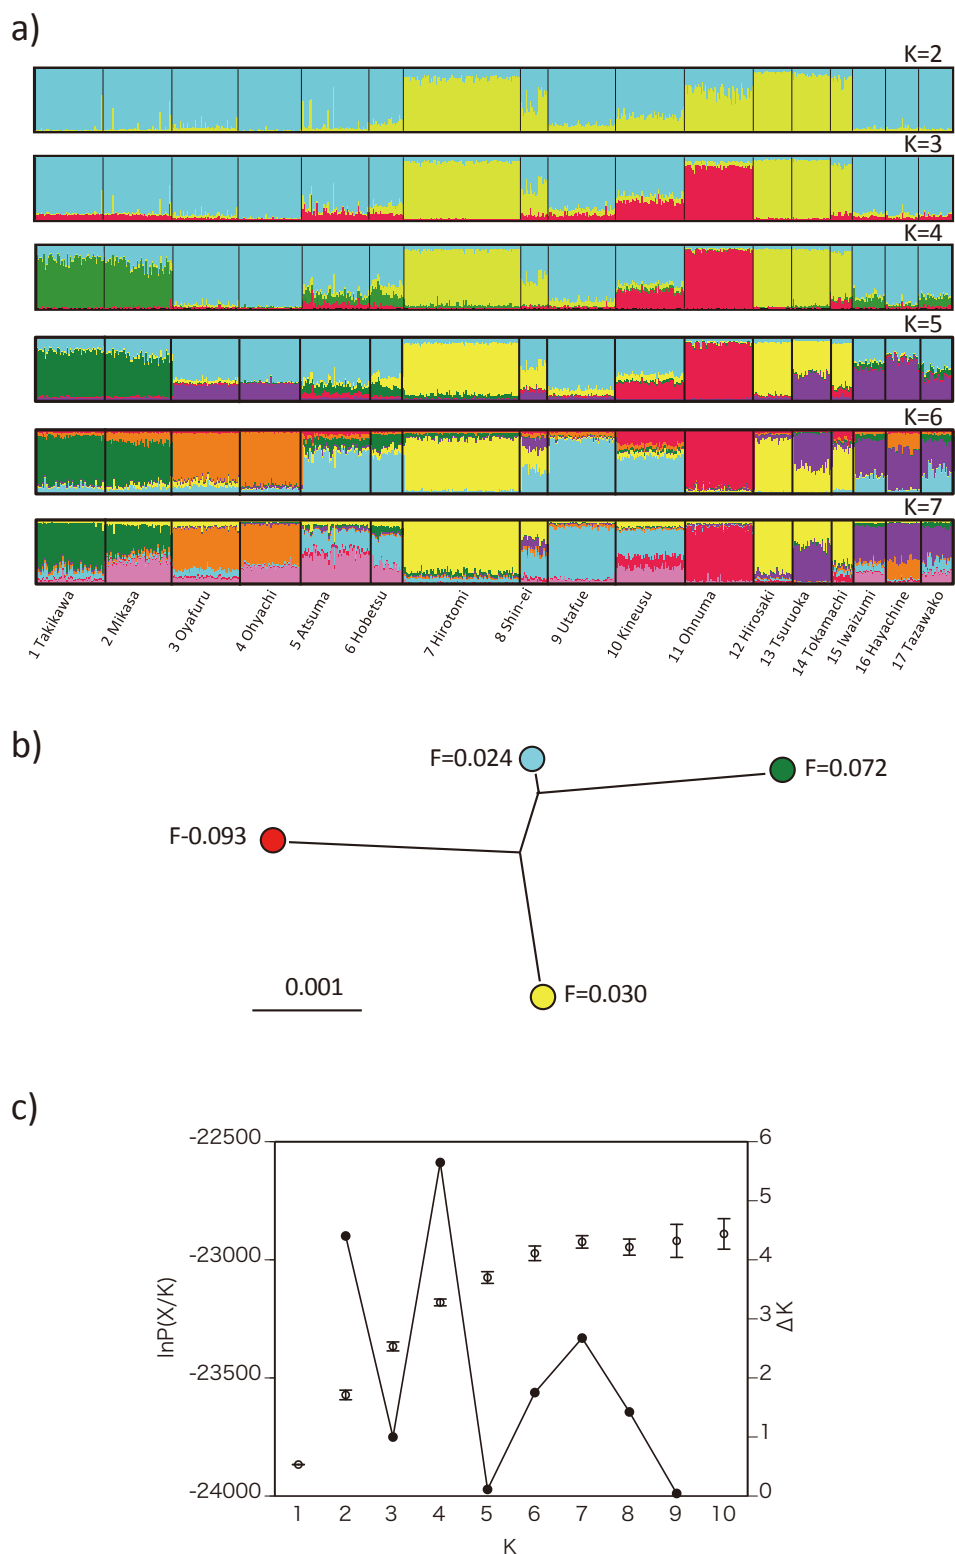 a)
K=2
K=3
K=4
K=5
K=6
K=7
1 Takikawa
2 Mikasa
3 Oyafuru
4 Ohyachi
5 Atsuma
6 Hobetsu
7 Hirotomi
8 Shin-ei
9 Utafue
10 Kineusu
11 Ohnuma
12 Hirosaki
13 Tsuruoka
14 Tokamachi
15 Iwaizumi
16 Hayachine
17 Tazawako
b)
F=0.024
F=0.072
F-0.093
0.001
F=0.030
c)
-22500
-23000
-23500
-24000
lnP(X/K)
6
5
4
3
2
1
0
ΔK
1 2 3 4 5 6 7 8 9 10
K